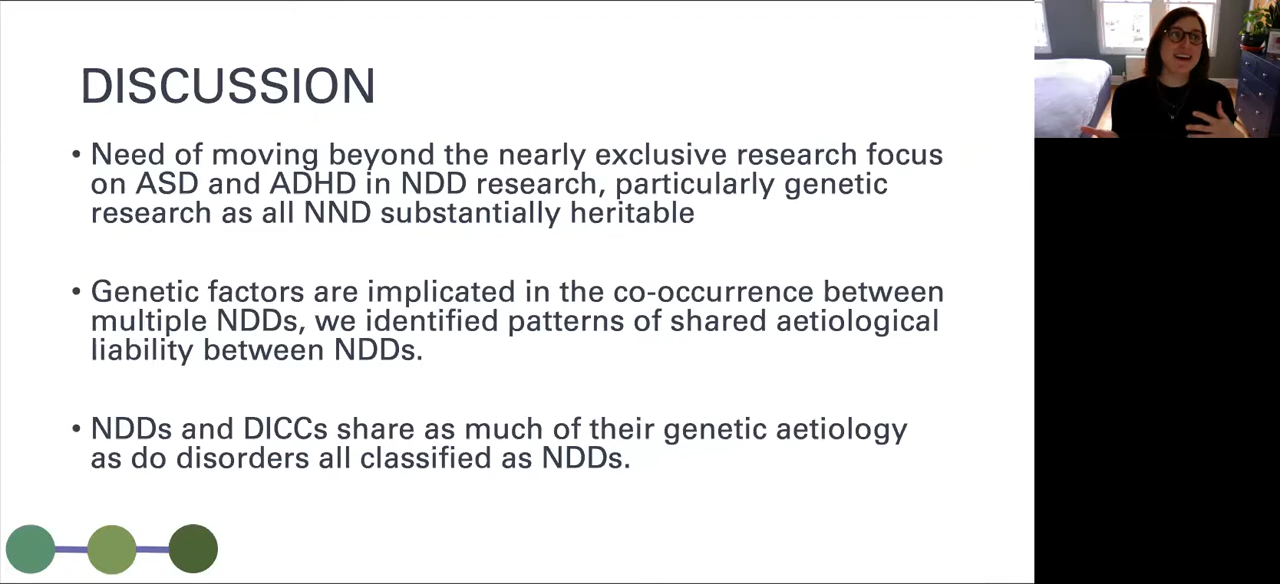 DISCUSSION
• Need of moving beyond the nearly exclusive research focus
on ASD and ADHD in NDD research, particularly genetic
research as all NND substantially heritable
• Genetic factors are implicated in the co-occurrence between
multiple NDDs, we identified patterns of shared aetiological
liability between NDDs.
• NDDs and DICCs share as much of their genetic aetiology
as do disorders all classified as NDDs.